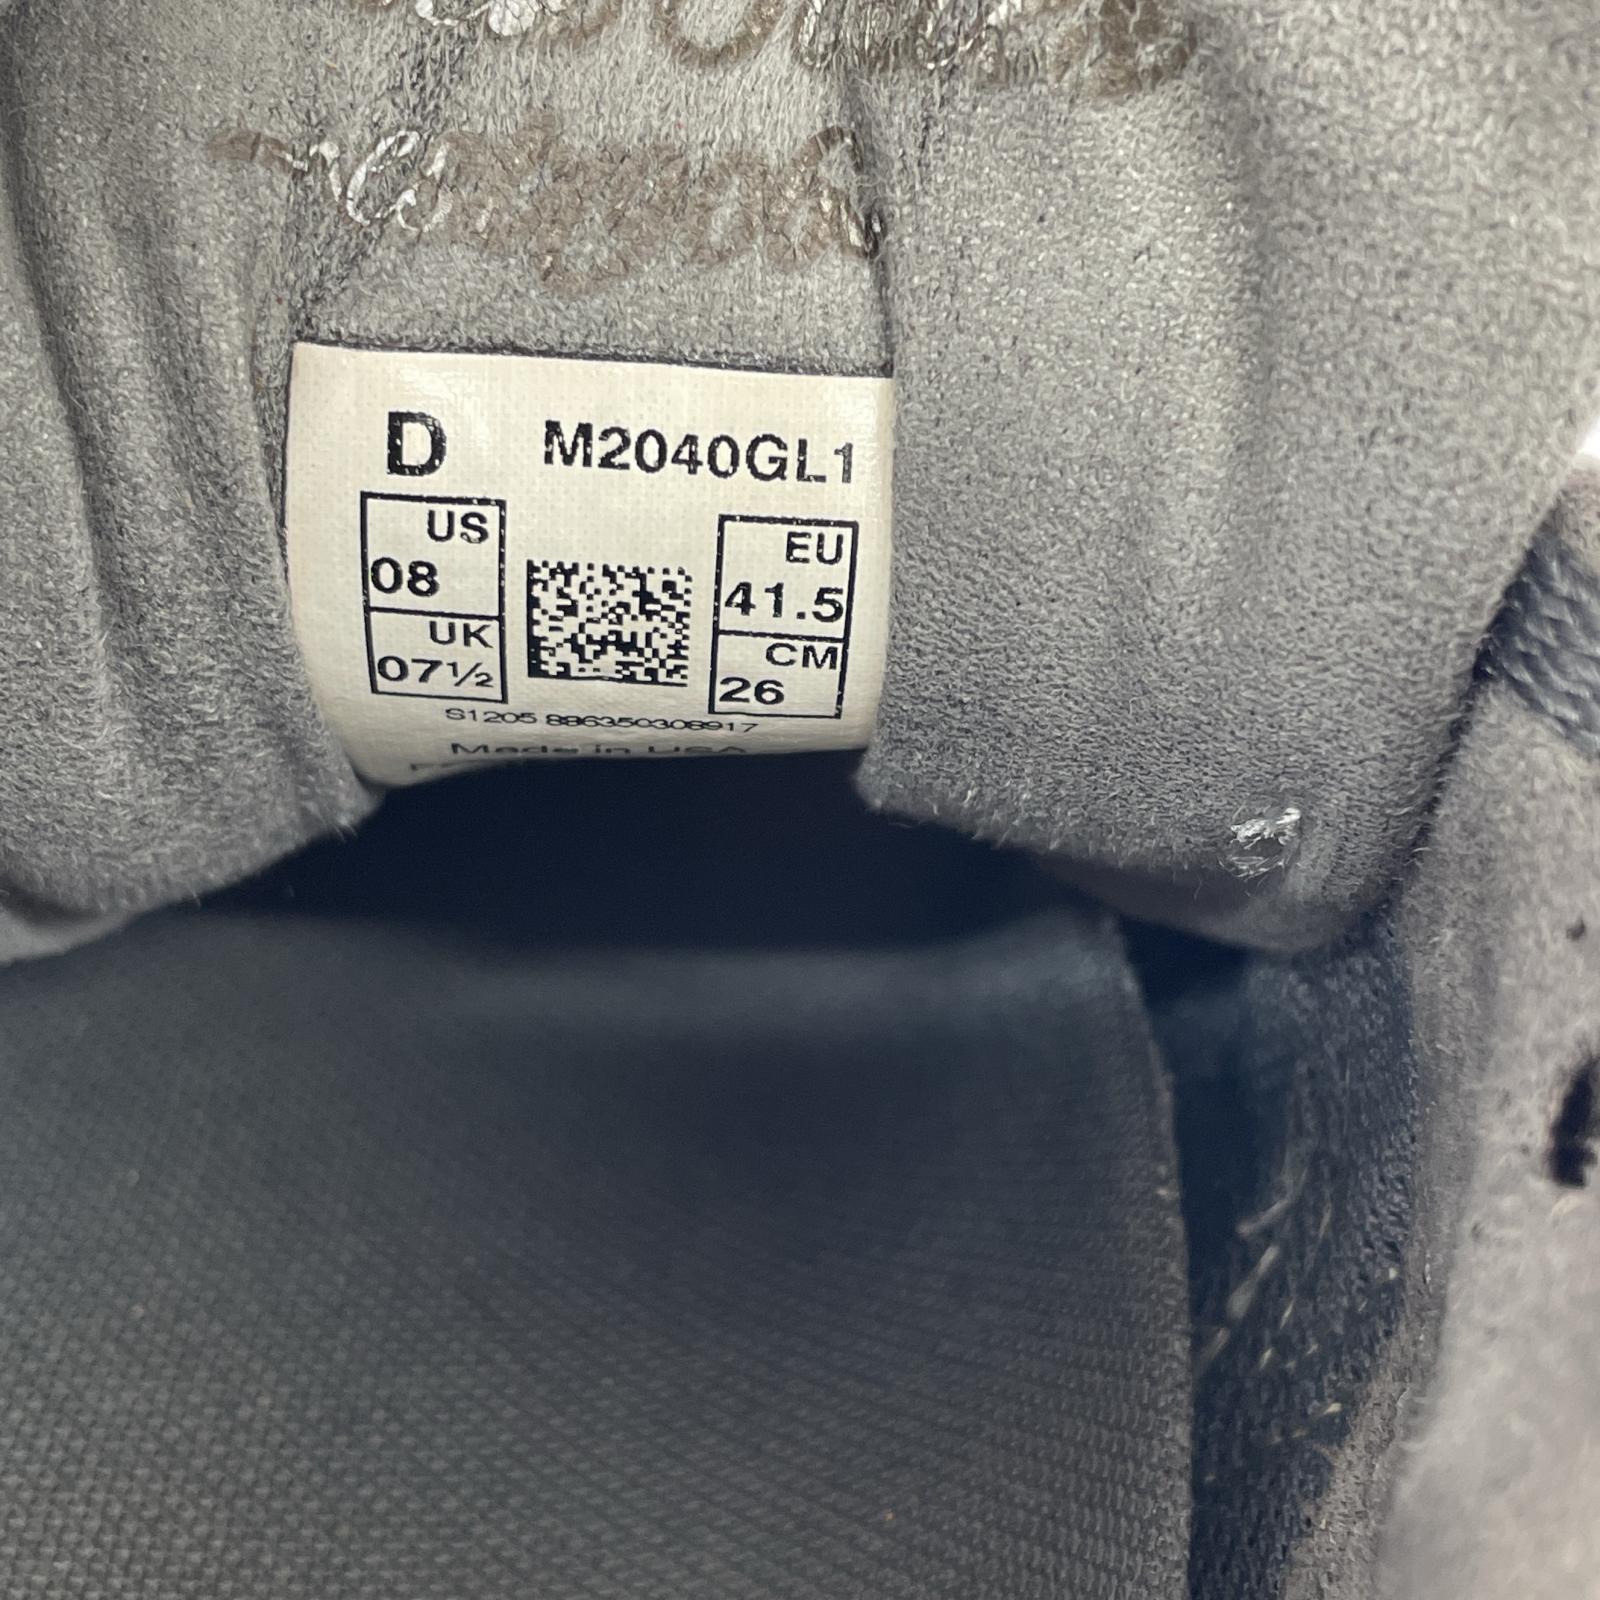 D M2040GL1
US
08
UK
07½
EU
41.5
CM
26
S1205 886350308917
Made in USA